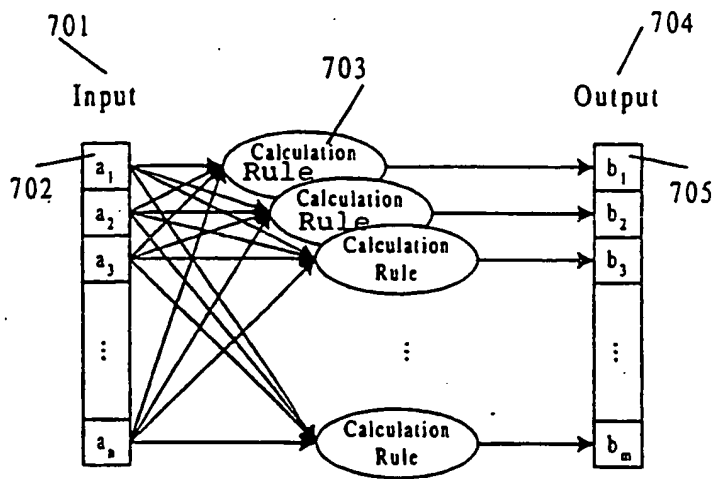 701
704
703
Input
Output
702
a1
a2
a3
⋮
an
Calculation
Rule
Calculation
Rule
Calculation
Rule
⋮
Calculation
Rule
b1
b2
b3
⋮
bm
705